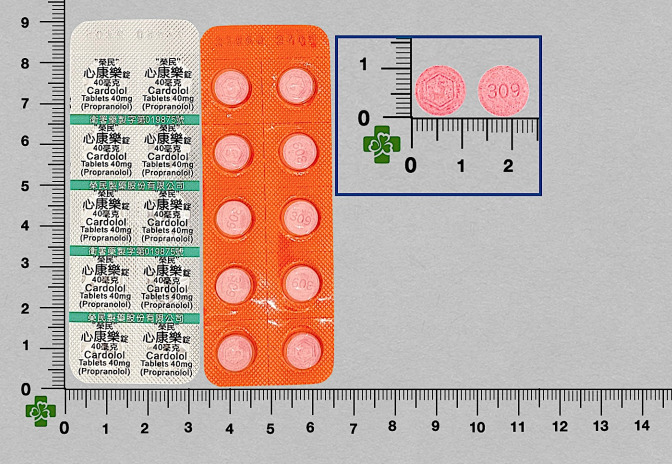 9
8
7
6
5
4
3
2
1
0
"榮民" "榮民"
心康樂錠 心康樂錠
40毫克 40毫克
Cardolol Cardolol
Tablets 40mg Tablets 40mg
(Propranolol) (Propranolol)
衛署藥製字第019875號
榮民 榮民
心康樂錠 心康樂錠
40毫克 40毫克
Cardolol Cardolol
Tablets 40mg Tablets 40mg
(Propranolol) (Propranolol)
榮民製藥股份有限公司
榮民 榮民
心康樂錠 心康樂錠
40毫克 40毫克
Cardolol Cardolol
Tablets 40mg Tablets 40mg
(Propranolol) (Propranolol)
衛署藥製字第019875號
榮民 榮民
心康樂錠 心康樂錠
40毫克 40毫克
Cardolol Cardolol
Tablets 40mg Tablets 40mg
(Propranolol) (Propranolol)
榮民製藥股份有限公司
榮民 榮民
心康樂錠 心康樂錠
40毫克 40毫克
Cardolol Cardolol
Tablets 40mg Tablets 40mg
(Propranolol) (Propranolol)
309
309
309
309
1
0
309
0 1 2
0 1 2 3 4 5 6 7 8 9 10 11 12 13 14